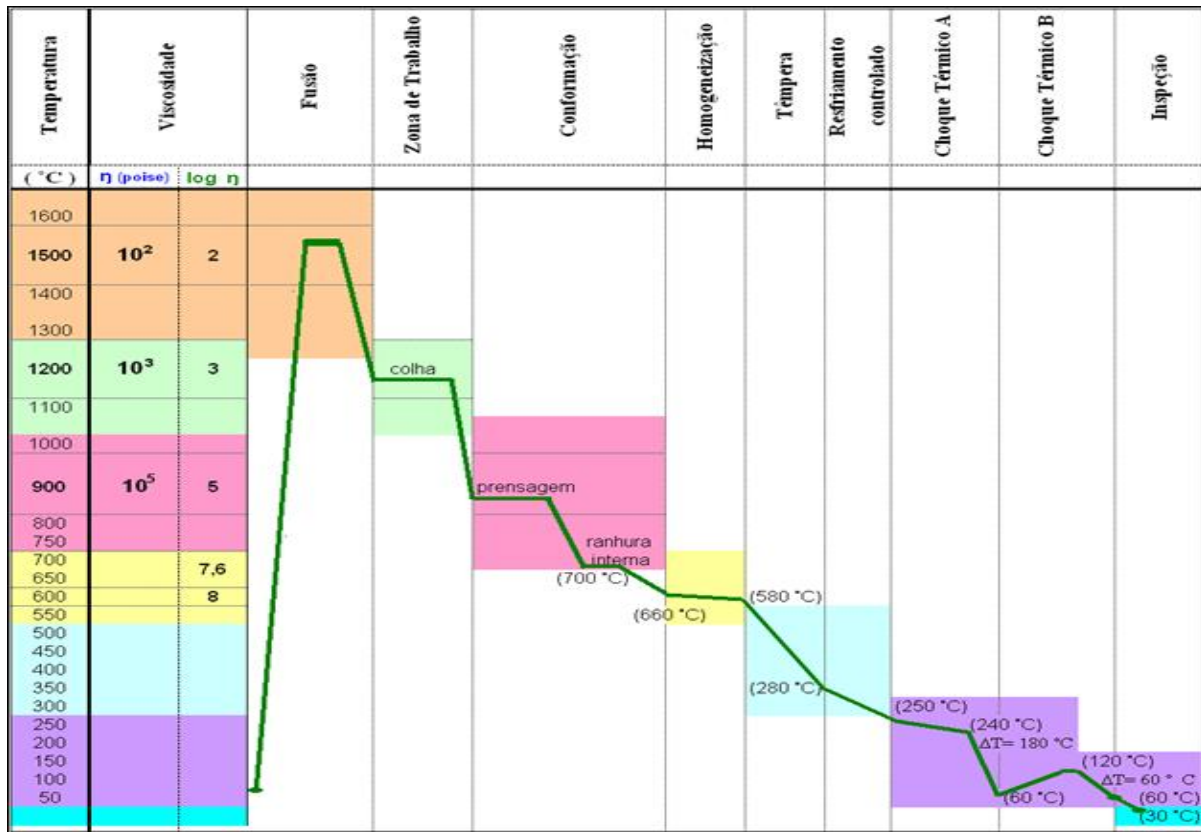 Temperatura
Viscosidade
Fusão
Zona de Trabalho
Conformação
Homogeneização
Têmpera
Resfriamento
controlado
Choque Térmico A
Choque Térmico B
Inspeção
(°C)
η (poise)
log η
1600
1500 10² 2
1400
1300
1200 10³ 3
colha
1100
1000
900 10⁵ 5
prensagem
800
750
ranhura
interna
700
7,6
650
(700 °C)
600 8
(580 °C)
550
(660 °C)
500
450
400
350
(280 °C)
300
(250 °C)
250
(240 °C)
200
ΔT= 180 °C
150
(120 °C)
100
ΔT= 60 ° C
50
(60 °C)
(60 °C)
(30 °C)